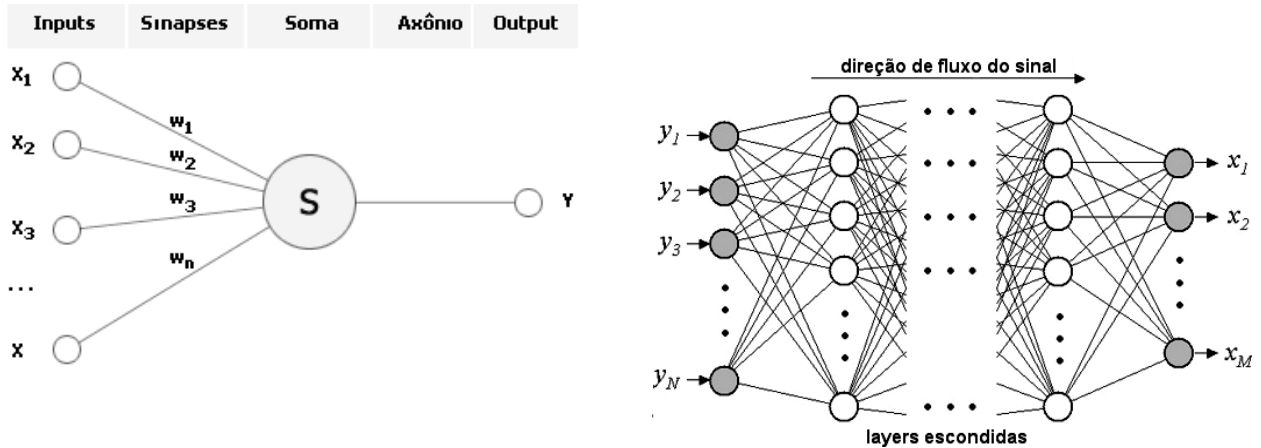 Inputs Sinapses Soma Axônio Output
X1
w1
X2
w2
X3
w3
S
Y
wn
...
X
direção de fluxo do sinal
y1
y2
y3
yN
x1
x2
xM
layers escondidas